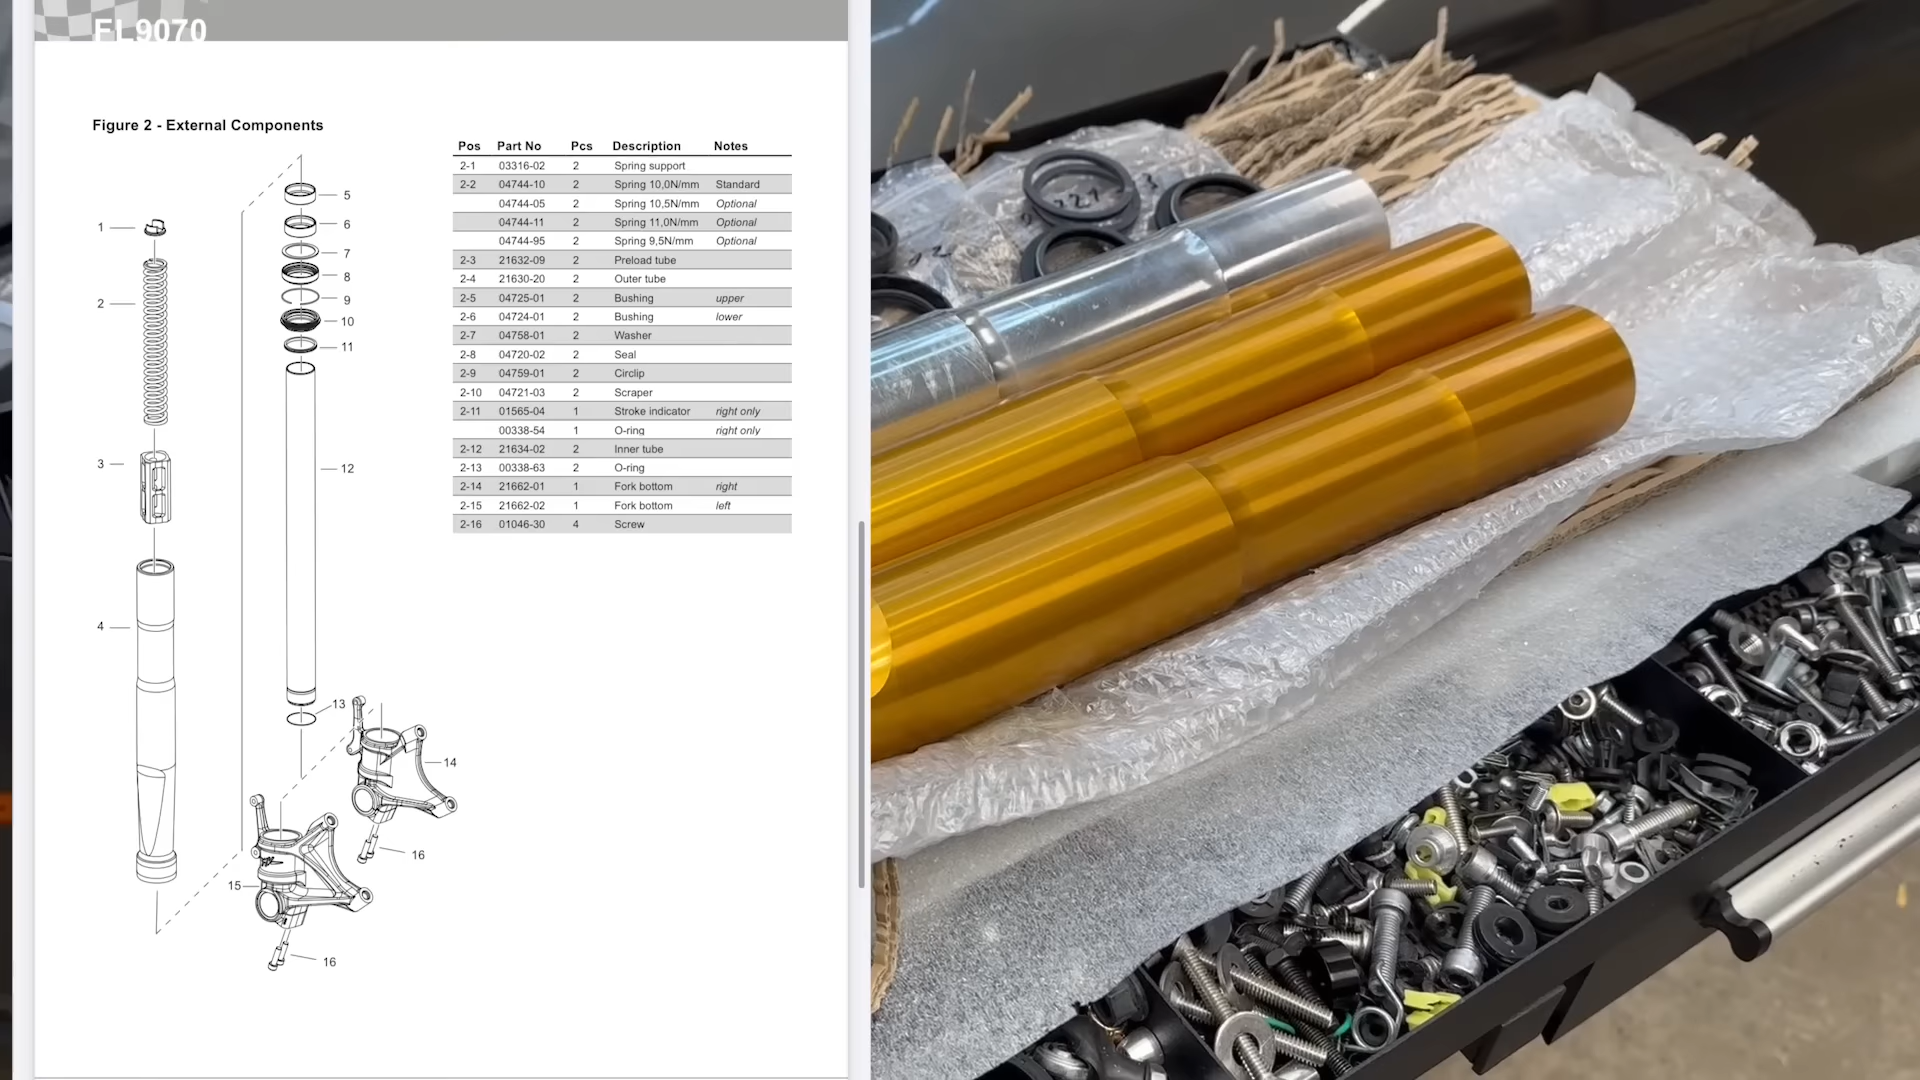 FL9070
Figure 2 - External Components
Pos Part No Pcs Description Notes
2-1 03316-02 2 Spring support
2-2 04744-10 2 Spring 10,0N/mm Standard
04744-05 2 Spring 10,5N/mm Optional
04744-11 2 Spring 11,0N/mm Optional
04744-95 2 Spring 9,5N/mm Optional
2-3 21632-09 2 Preload tube
2-4 21630-20 2 Outer tube
2-5 04725-01 2 Bushing upper
2-6 04724-01 2 Bushing lower
2-7 04758-01 2 Washer
2-8 04720-02 2 Seal
2-9 04759-01 2 Circlip
2-10 04721-03 2 Scraper
2-11 01565-04 1 Stroke indicator right only
00338-54 1 O-ring right only
2-12 21634-02 2 Inner tube
2-13 00338-63 2 O-ring
2-14 21662-01 1 Fork bottom right
2-15 21662-02 1 Fork bottom left
2-16 01046-30 4 Screw
5
1
6
7
8
2
9
10
11
3
12
4
13
14
16
15
16